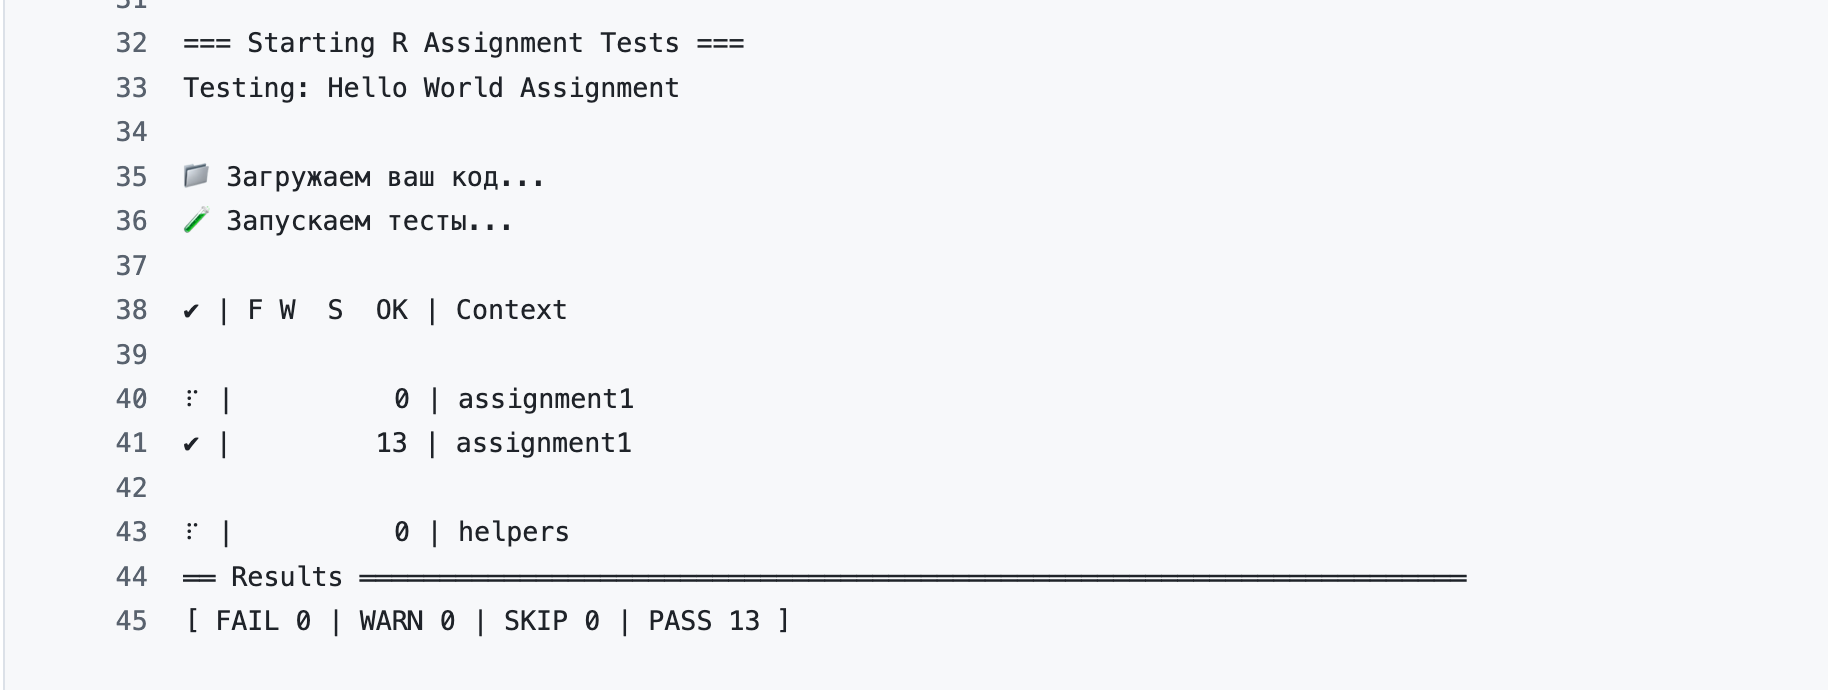 31
32 === Starting R Assignment Tests ===
33 Testing: Hello World Assignment
34
35 📁 Загружаем ваш код...
36 🧪 Запускаем тесты...
37
38 ✔ | F W  S  OK | Context
39
40 ⠏ |          0 | assignment1
41 ✔ |         13 | assignment1
42
43 ⠏ |          0 | helpers
44 ══ Results ═════════════════════════════════════════════════════════════════════
45 [ FAIL 0 | WARN 0 | SKIP 0 | PASS 13 ]